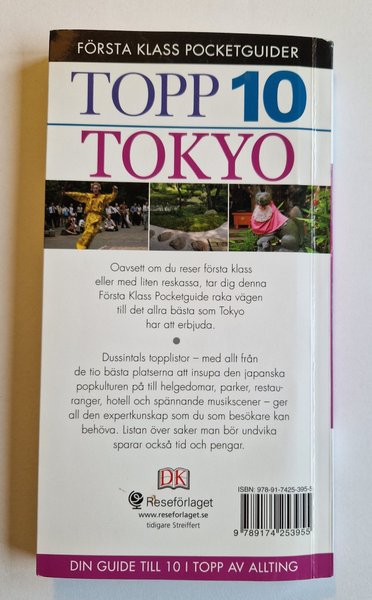 FÖRSTA KLASS POCKETGUIDER
TOPP 10
TOKYO
Oavsett om du reser första klass
eller med liten reskassa, tar dig denna
Första Klass Pocketguide raka vägen
till det allra bästa som Tokyo
har att erbjuda.
Dussintals topplistor – med allt från
de tio bästa platserna att insupa den japanska
popkulturen på till helgedomar, parker, restau-
ranger, hotell och spännande musikscener – ger
all den expertkunskap som du som besökare kan
behöva. Listan över saker man bör undvika
sparar också tid och pengar.
DK
Reseförlaget
www.reseforlaget.se
tidigare Streiffert
ISBN: 978-91-7425-395-5
9 789174 253955
DIN GUIDE TILL 10 I TOPP AV ALLTING